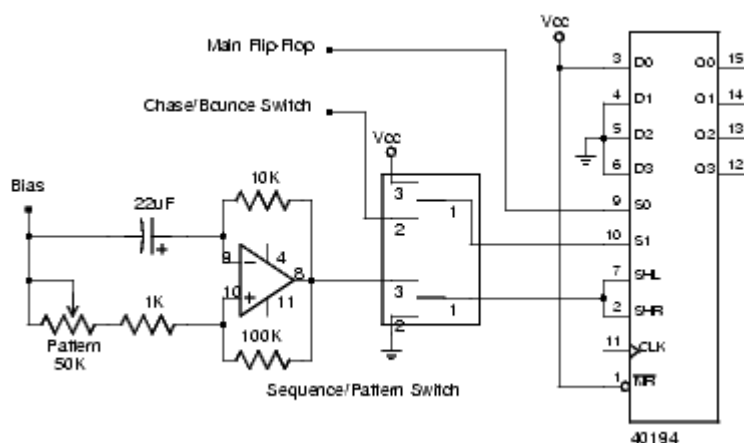 Vcc
Main Flip-Flop
3 D0 Q0 15
Chase/Bounce Switch
4 D1 Q1 14
Vcc
5 D2 Q2 13
6 D3 Q3 12
Bias
22uF
10K
3
1
2
9 S0
10 S1
+
4
9 −
8
10 +
11
3
1
2
7 SHL
2 SHR
1K
Pattern
50K
100K
11 CLK
Sequence/Pattern Switch
1 MR
40194